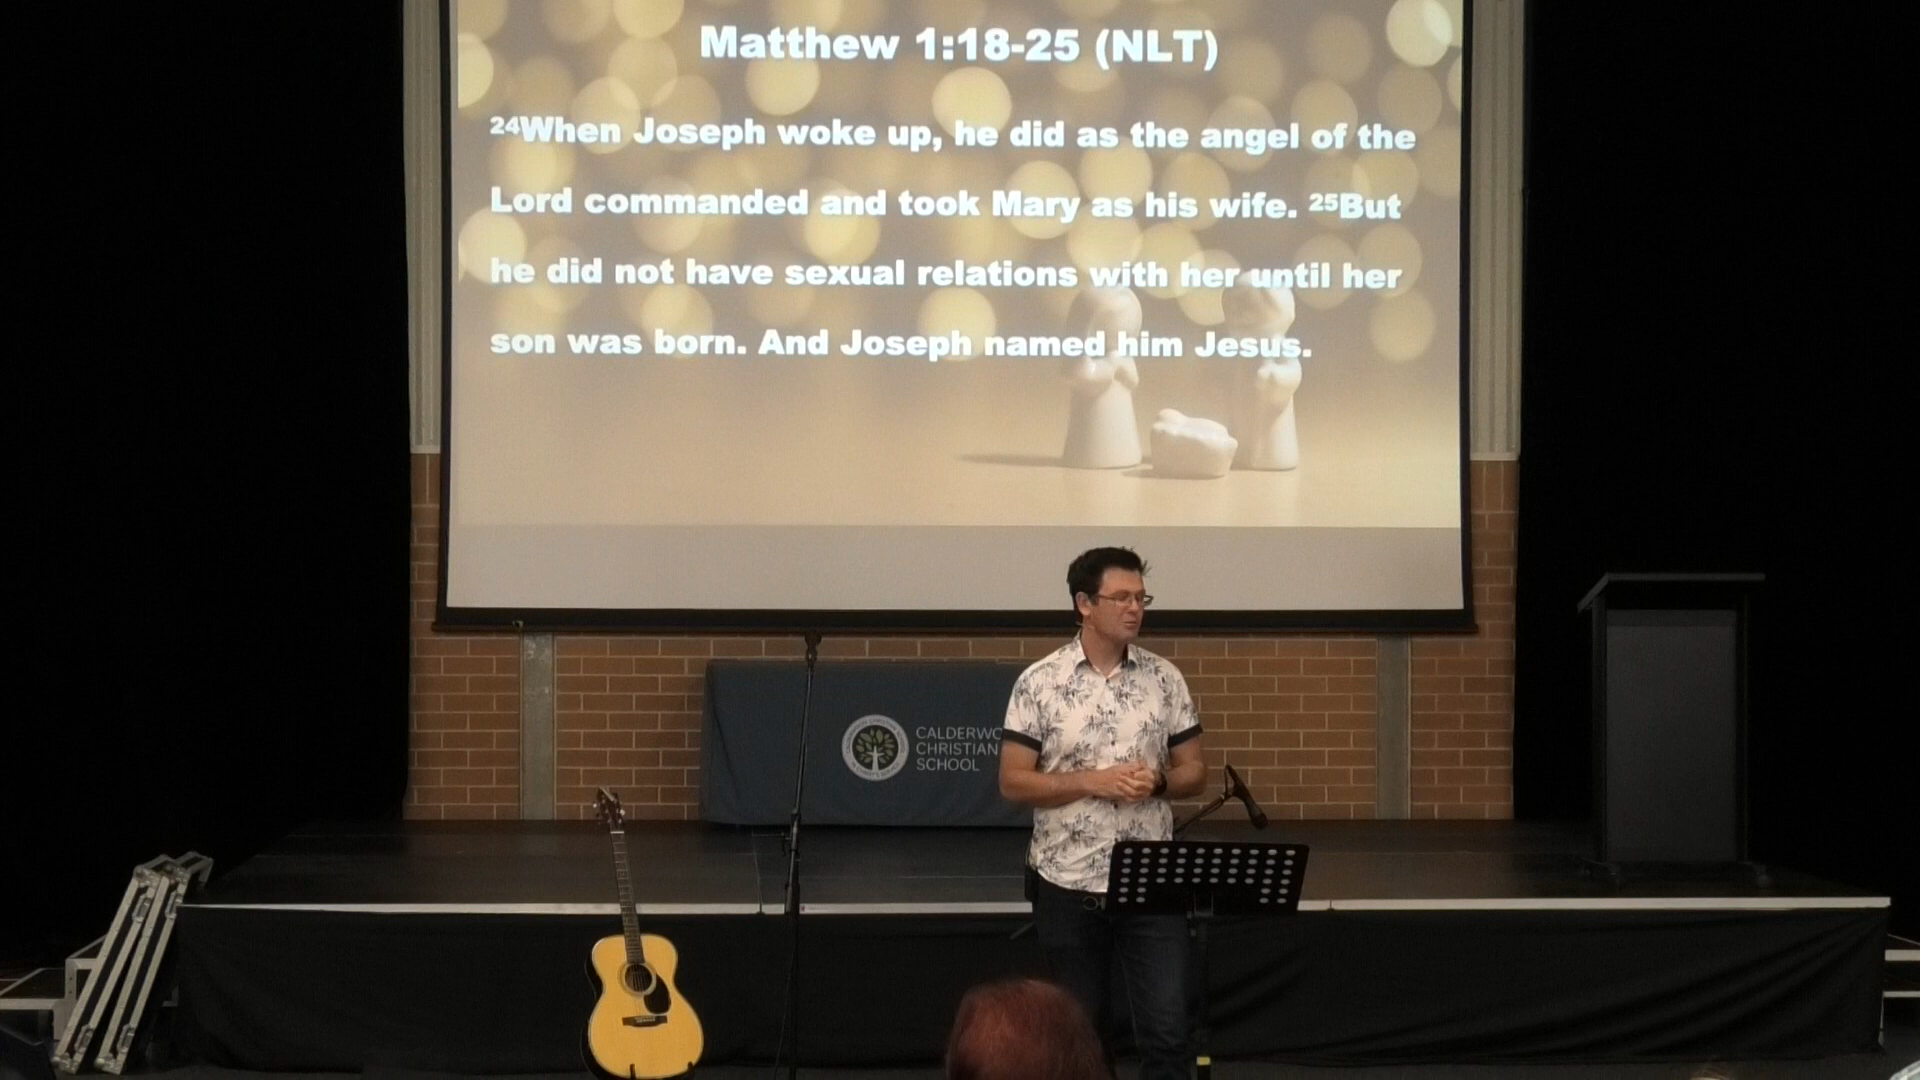 Matthew 1:18-25 (NLT)
24When Joseph woke up, he did as the angel of the
Lord commanded and took Mary as his wife. 25But
he did not have sexual relations with her until her
son was born. And Joseph named him Jesus.
CALDERWO
CHRISTIAN
SCHOOL